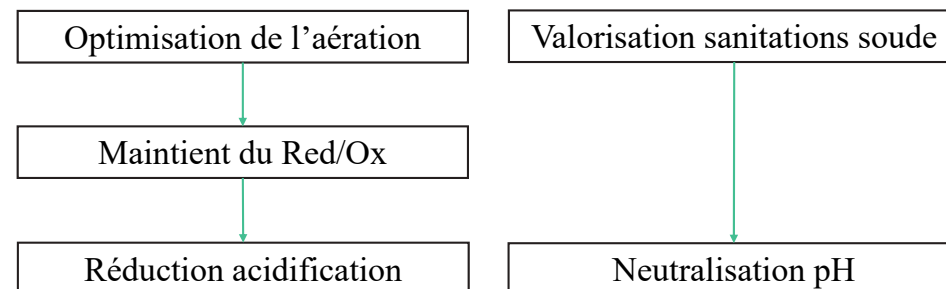 Optimisation de l’aération
Valorisation sanitations soude
Maintient du Red/Ox
Réduction acidification
Neutralisation pH